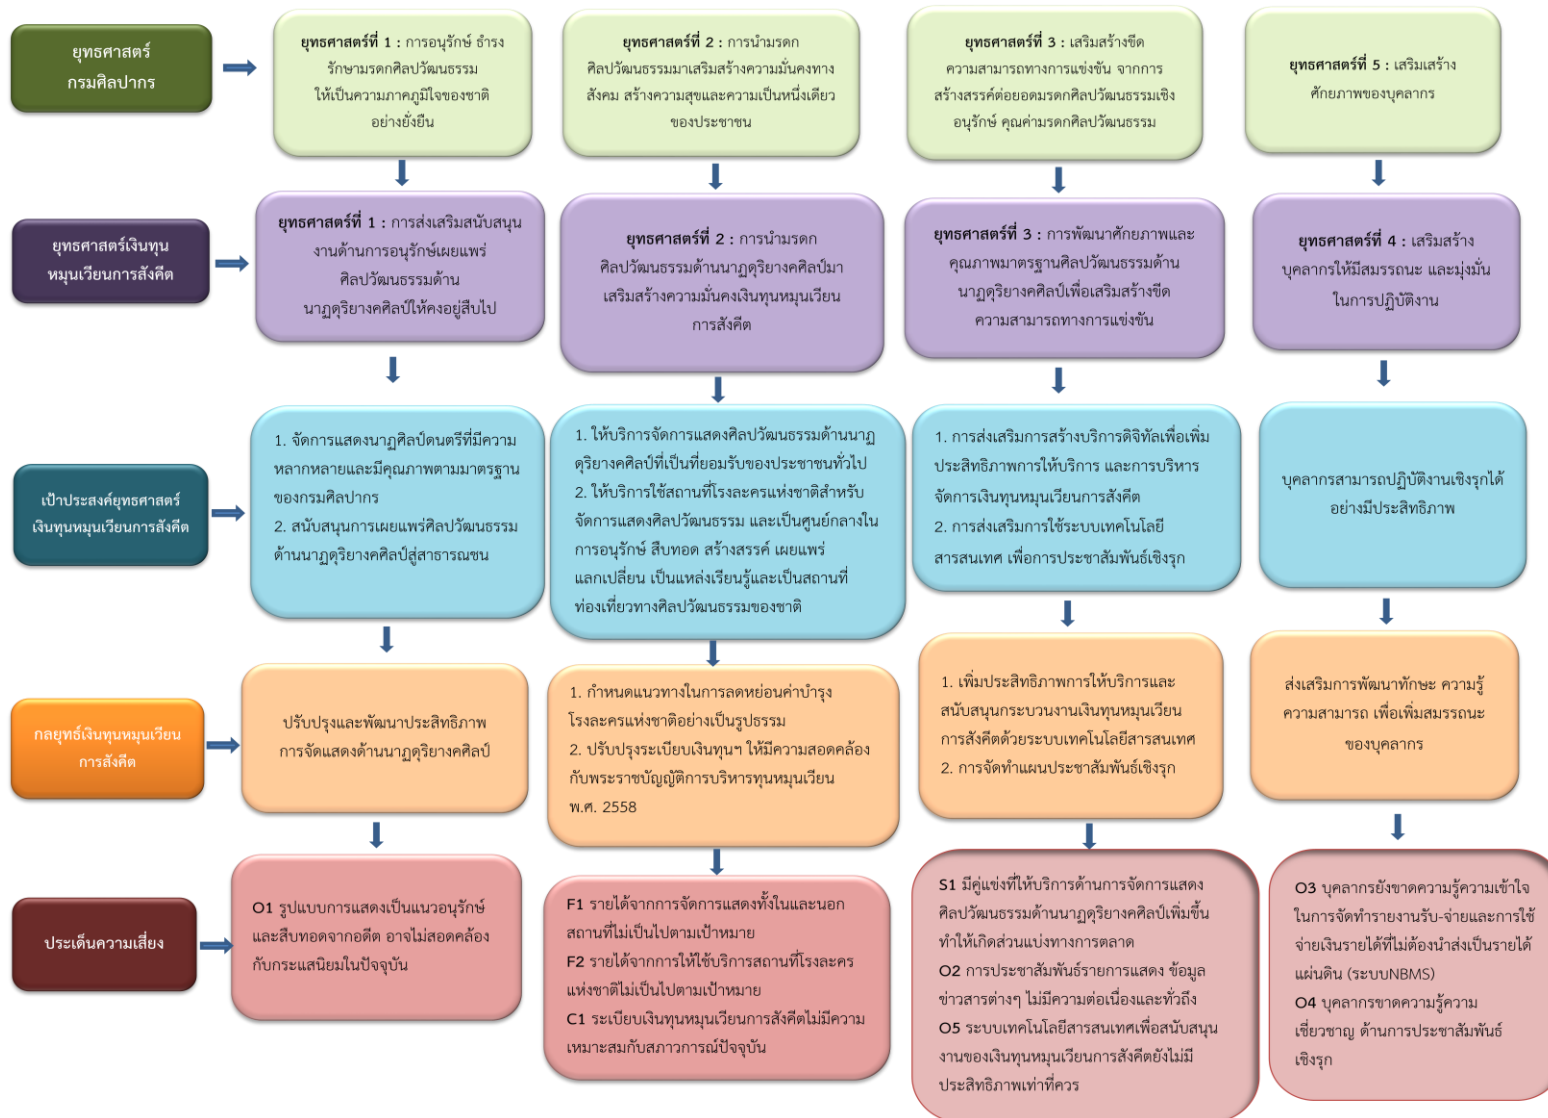 ยุทธศาสตร์
กรมศิลปากร
ยุทธศาสตร์ที่ 1 : การอนุรักษ์ ธำรง
รักษามรดกศิลปวัฒนธรรม
ให้เป็นความภาคภูมิใจของชาติ
อย่างยั่งยืน
ยุทธศาสตร์ที่ 2 : การนำมรดก
ศิลปวัฒนธรรมมาเสริมสร้างความมั่นคงทาง
สังคม สร้างความสุขและความเป็นหนึ่งเดียว
ของประชาชน
ยุทธศาสตร์ที่ 3 : เสริมสร้างขีด
ความสามารถทางการแข่งขัน จากการ
สร้างสรรค์ต่อยอดมรดกศิลปวัฒนธรรมเชิง
อนุรักษ์ คุณค่ามรดกศิลปวัฒนธรรม
ยุทธศาสตร์ที่ 5 : เสริมเสร้าง
ศักยภาพของบุคลากร
ยุทธศาสตร์เงินทุน
หมุนเวียนการสังคีต
ยุทธศาสตร์ที่ 1 : การส่งเสริมสนับสนุน
งานด้านการอนุรักษ์เผยแพร่
ศิลปวัฒนธรรมด้าน
นาฏดุริยางคศิลป์ให้คงอยู่สืบไป
ยุทธศาสตร์ที่ 2 : การนำมรดก
ศิลปวัฒนธรรมด้านนาฏดุริยางคศิลป์มา
เสริมสร้างความมั่นคงเงินทุนหมุนเวียน
การสังคีต
ยุทธศาสตร์ที่ 3 : การพัฒนาศักยภาพและ
คุณภาพมาตรฐานศิลปวัฒนธรรมด้าน
นาฏดุริยางคศิลป์เพื่อเสริมสร้างขีด
ความสามารถทางการแข่งขัน
ยุทธศาสตร์ที่ 4 : เสริมสร้าง
บุคลากรให้มีสมรรถนะ และมุ่งมั่น
ในการปฏิบัติงาน
เป้าประสงค์ยุทธศาสตร์
เงินทุนหมุนเวียนการสังคีต
1. จัดการแสดงนาฏศิลป์ดนตรีที่มีความ
หลากหลายและมีคุณภาพตามมาตรฐาน
ของกรมศิลปากร
2. สนับสนุนการเผยแพร่ศิลปวัฒนธรรม
ด้านนาฏดุริยางคศิลป์สู่สาธารณชน
1. ให้บริการจัดการแสดงศิลปวัฒนธรรมด้านนาฏ
ดุริยางคศิลป์ที่เป็นที่ยอมรับของประชาชนทั่วไป
2. ให้บริการใช้สถานที่โรงละครแห่งชาติสำหรับ
จัดการแสดงศิลปวัฒนธรรม และเป็นศูนย์กลางใน
การอนุรักษ์ สืบทอด สร้างสรรค์ เผยแพร่
แลกเปลี่ยน เป็นแหล่งเรียนรู้และเป็นสถานที่
ท่องเที่ยวทางศิลปวัฒนธรรมของชาติ
1. การส่งเสริมการสร้างบริการดิจิทัลเพื่อเพิ่ม
ประสิทธิภาพการให้บริการ และการบริหาร
จัดการเงินทุนหมุนเวียนการสังคีต
2. การส่งเสริมการใช้ระบบเทคโนโลยี
สารสนเทศ เพื่อการประชาสัมพันธ์เชิงรุก
บุคลากรสามารถปฏิบัติงานเชิงรุกได้
อย่างมีประสิทธิภาพ
กลยุทธ์เงินทุนหมุนเวียน
การสังคีต
ปรับปรุงและพัฒนาประสิทธิภาพ
การจัดแสดงด้านนาฏดุริยางคศิลป์
1. กำหนดแนวทางในการลดหย่อนค่าบำรุง
โรงละครแห่งชาติอย่างเป็นรูปธรรม
2. ปรับปรุงระเบียบเงินทุนฯ ให้มีความสอดคล้อง
กับพระราชบัญญัติการบริหารทุนหมุนเวียน
พ.ศ. 2558
1. เพิ่มประสิทธิภาพการให้บริการและ
สนับสนุนกระบวนงานเงินทุนหมุนเวียน
การสังคีตด้วยระบบเทคโนโลยีสารสนเทศ
2. การจัดทำแผนประชาสัมพันธ์เชิงรุก
ส่งเสริมการพัฒนาทักษะ ความรู้
ความสามารถ เพื่อเพิ่มสมรรถนะ
ของบุคลากร
ประเด็นความเสี่ยง
O1 รูปแบบการแสดงเป็นแนวอนุรักษ์
และสืบทอดจากอดีต อาจไม่สอดคล้อง
กับกระแสนิยมในปัจจุบัน
F1 รายได้จากการจัดการแสดงทั้งในและนอก
สถานที่ไม่เป็นไปตามเป้าหมาย
F2 รายได้จากการให้ใช้บริการสถานที่โรงละคร
แห่งชาติไม่เป็นไปตามเป้าหมาย
C1 ระเบียบเงินทุนหมุนเวียนการสังคีตไม่มีความ
เหมาะสมกับสภาวการณ์ปัจจุบัน
S1 มีคู่แข่งที่ให้บริการด้านการจัดการแสดง
ศิลปวัฒนธรรมด้านนาฏดุริยางคศิลป์เพิ่มขึ้น
ทำให้เกิดส่วนแบ่งทางการตลาด
O2 การประชาสัมพันธ์รายการแสดง ข้อมูล
ข่าวสารต่างๆ ไม่มีความต่อเนื่องและทั่วถึง
O5 ระบบเทคโนโลยีสารสนเทศเพื่อสนับสนุน
งานของเงินทุนหมุนเวียนการสังคีตยังไม่มี
ประสิทธิภาพเท่าที่ควร
O3 บุคลากรยังขาดความรู้ความเข้าใจ
ในการจัดทำรายงานรับ-จ่ายและการใช้
จ่ายเงินรายได้ที่ไม่ต้องนำส่งเป็นรายได้
แผ่นดิน (ระบบNBMS)
O4 บุคลากรขาดความรู้ความ
เชี่ยวชาญ ด้านการประชาสัมพันธ์
เชิงรุก